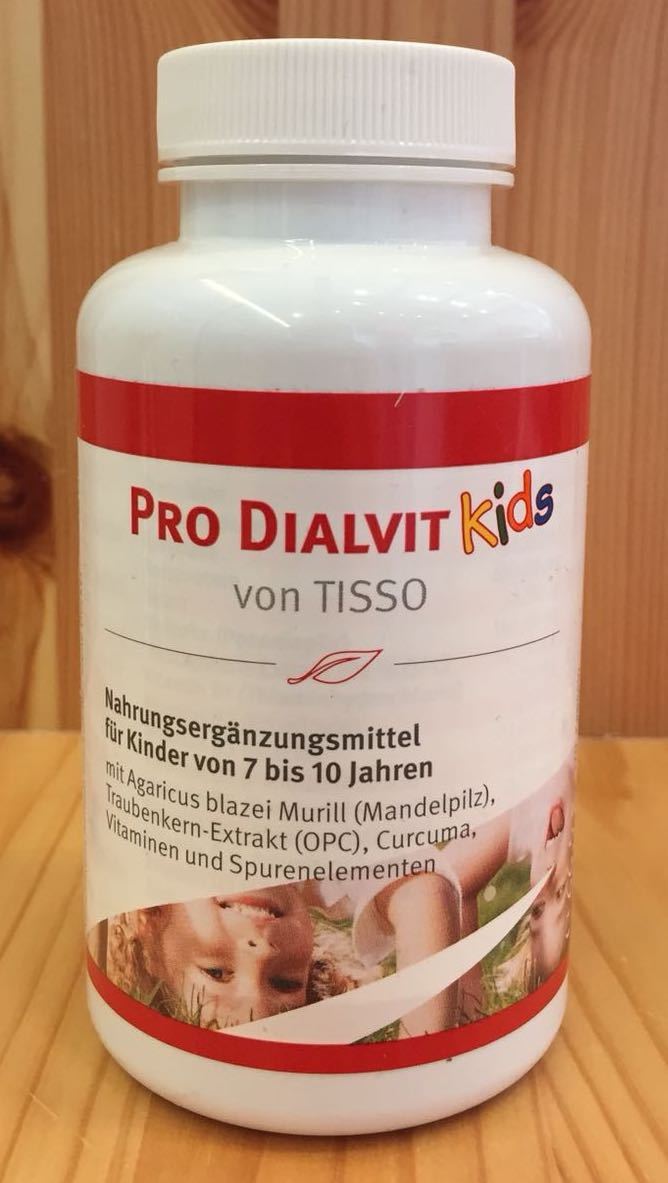 PRO DIALVIT Kids
von TISSO
Nahrungsergänzungsmittel
für Kinder von 7 bis 10 Jahren
mit Agaricus blazei Murill (Mandelpilz),
Traubenkern-Extrakt (OPC), Curcuma,
Vitaminen und Spurenelementen